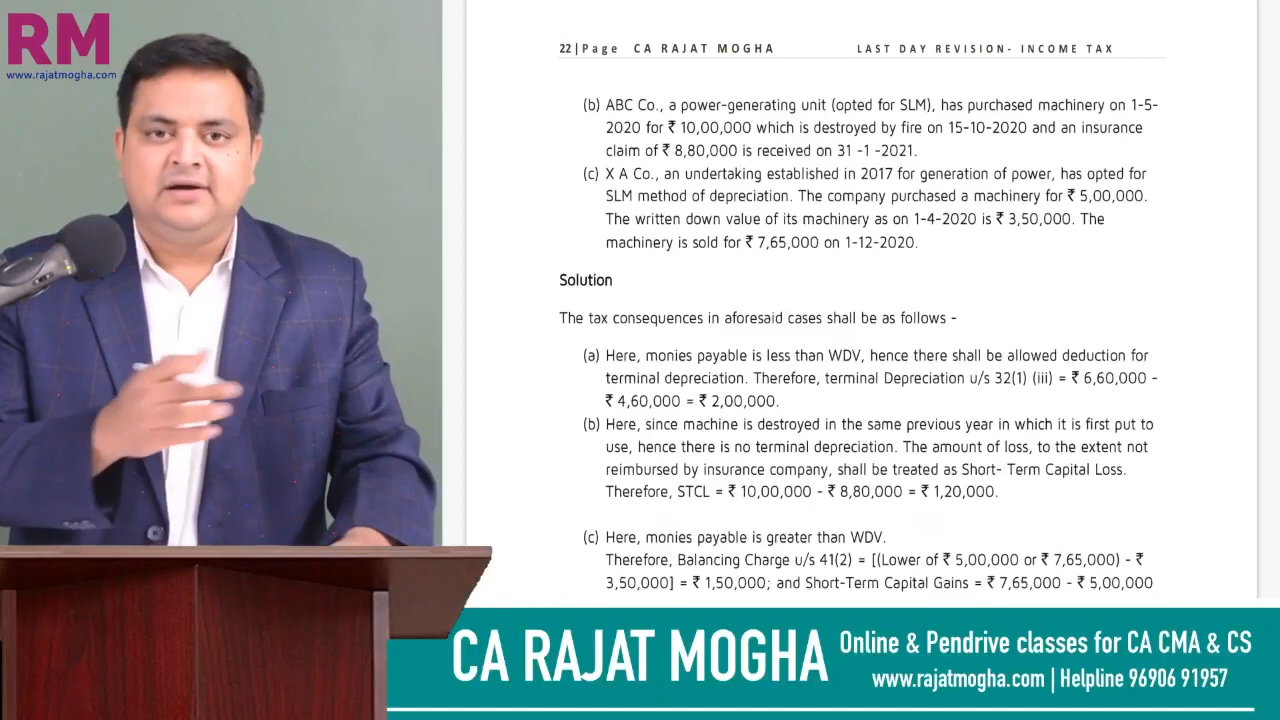 RM
www.rajatmogha.com
22|Page CA RAJAT MOGHA LAST DAY REVISION- INCOME TAX
(b) ABC Co., a power-generating unit (opted for SLM), has purchased machinery on 1-5-
2020 for ₹ 10,00,000 which is destroyed by fire on 15-10-2020 and an insurance
claim of ₹ 8,80,000 is received on 31 -1 -2021.
(c) X A Co., an undertaking established in 2017 for generation of power, has opted for
SLM method of depreciation. The company purchased a machinery for ₹ 5,00,000.
The written down value of its machinery as on 1-4-2020 is ₹ 3,50,000. The
machinery is sold for ₹ 7,65,000 on 1-12-2020.
Solution
The tax consequences in aforesaid cases shall be as follows -
(a) Here, monies payable is less than WDV, hence there shall be allowed deduction for
terminal depreciation. Therefore, terminal Depreciation u/s 32(1) (iii) = ₹ 6,60,000 -
₹ 4,60,000 = ₹ 2,00,000.
(b) Here, since machine is destroyed in the same previous year in which it is first put to
use, hence there is no terminal depreciation. The amount of loss, to the extent not
reimbursed by insurance company, shall be treated as Short- Term Capital Loss.
Therefore, STCL = ₹ 10,00,000 - ₹ 8,80,000 = ₹ 1,20,000.
(c) Here, monies payable is greater than WDV.
Therefore, Balancing Charge u/s 41(2) = [(Lower of ₹ 5,00,000 or ₹ 7,65,000) - ₹
3,50,000] = ₹ 1,50,000; and Short-Term Capital Gains = ₹ 7,65,000 - ₹ 5,00,000
CA RAJAT MOGHA
Online & Pendrive classes for CA CMA & CS
www.rajatmogha.com | Helpline 96906 91957